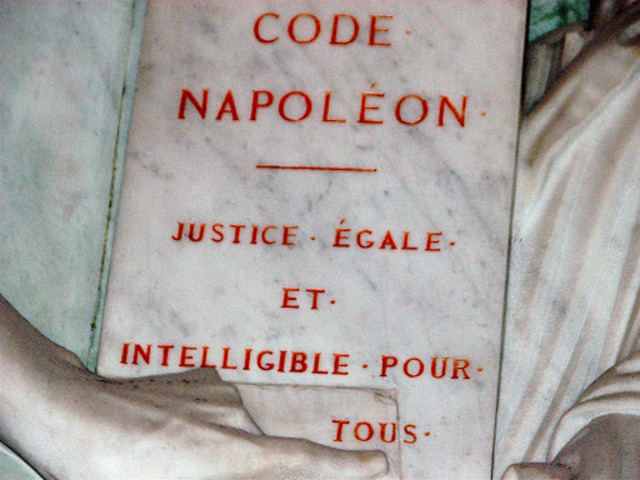 CODE ·
NAPOLÉON ·
JUSTICE · ÉGALE ·
ET ·
INTELLIGIBLE · POUR ·
TOUS ·